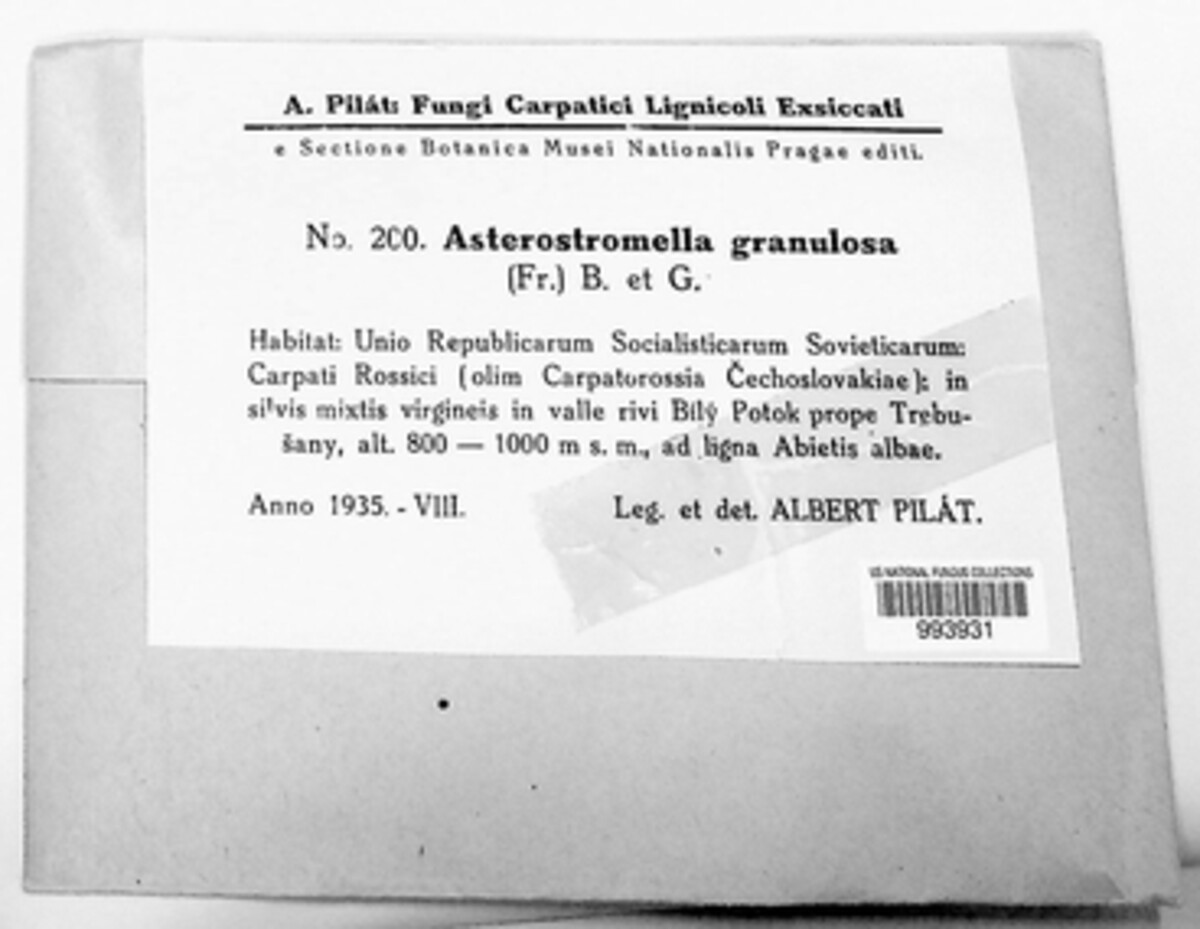 A. Pilát: Fungi Carpatici Lignicoli Exsiccati
e Sectione Botanica Musei Nationalis Pragae editi.
No. 200. Asterostromella granulosa
(Fr.) B. et G.
Habitat: Unio Republicarum Socialisticarum Sovieticarum:
Carpati Rossici (olim Carpatorossia Čechoslovakiae): in
silvis mixtis virgineis in valle rivi Bílý Potok prope Trebu-
šany, alt. 800 — 1000 m s. m., ad ligna Abietis albae.
Anno 1935. - VIII. Leg. et det. ALBERT PILÁT.
US NATIONAL FUNGUS COLLECTIONS
993931